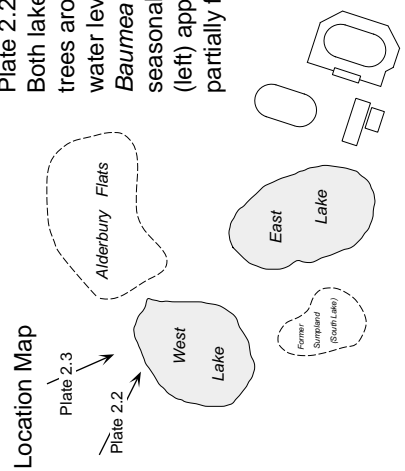 Plate 2.2
Both lake
trees aro
water lev
Baumea
seasonal
(left) app
partially f
Location Map
Plate 2.3
Plate 2.2
Alderbury Flats
West
Lake
East
Lake
Former
Sumpland
(South Lake)